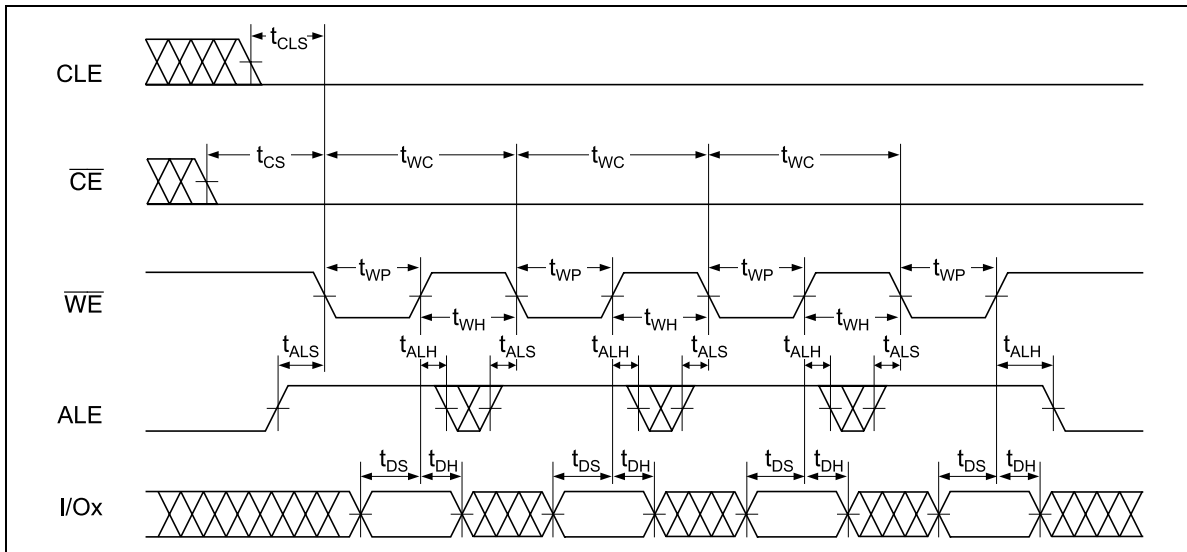 tCLS
CLE
tCS tWC tWC tWC
CE
tWP tWP tWP tWP
WE
tWH tWH tWH
tALS tALH tALS tALH tALS tALH tALS tALH
ALE
tDS tDH tDS tDH tDS tDH tDS tDH
I/Ox